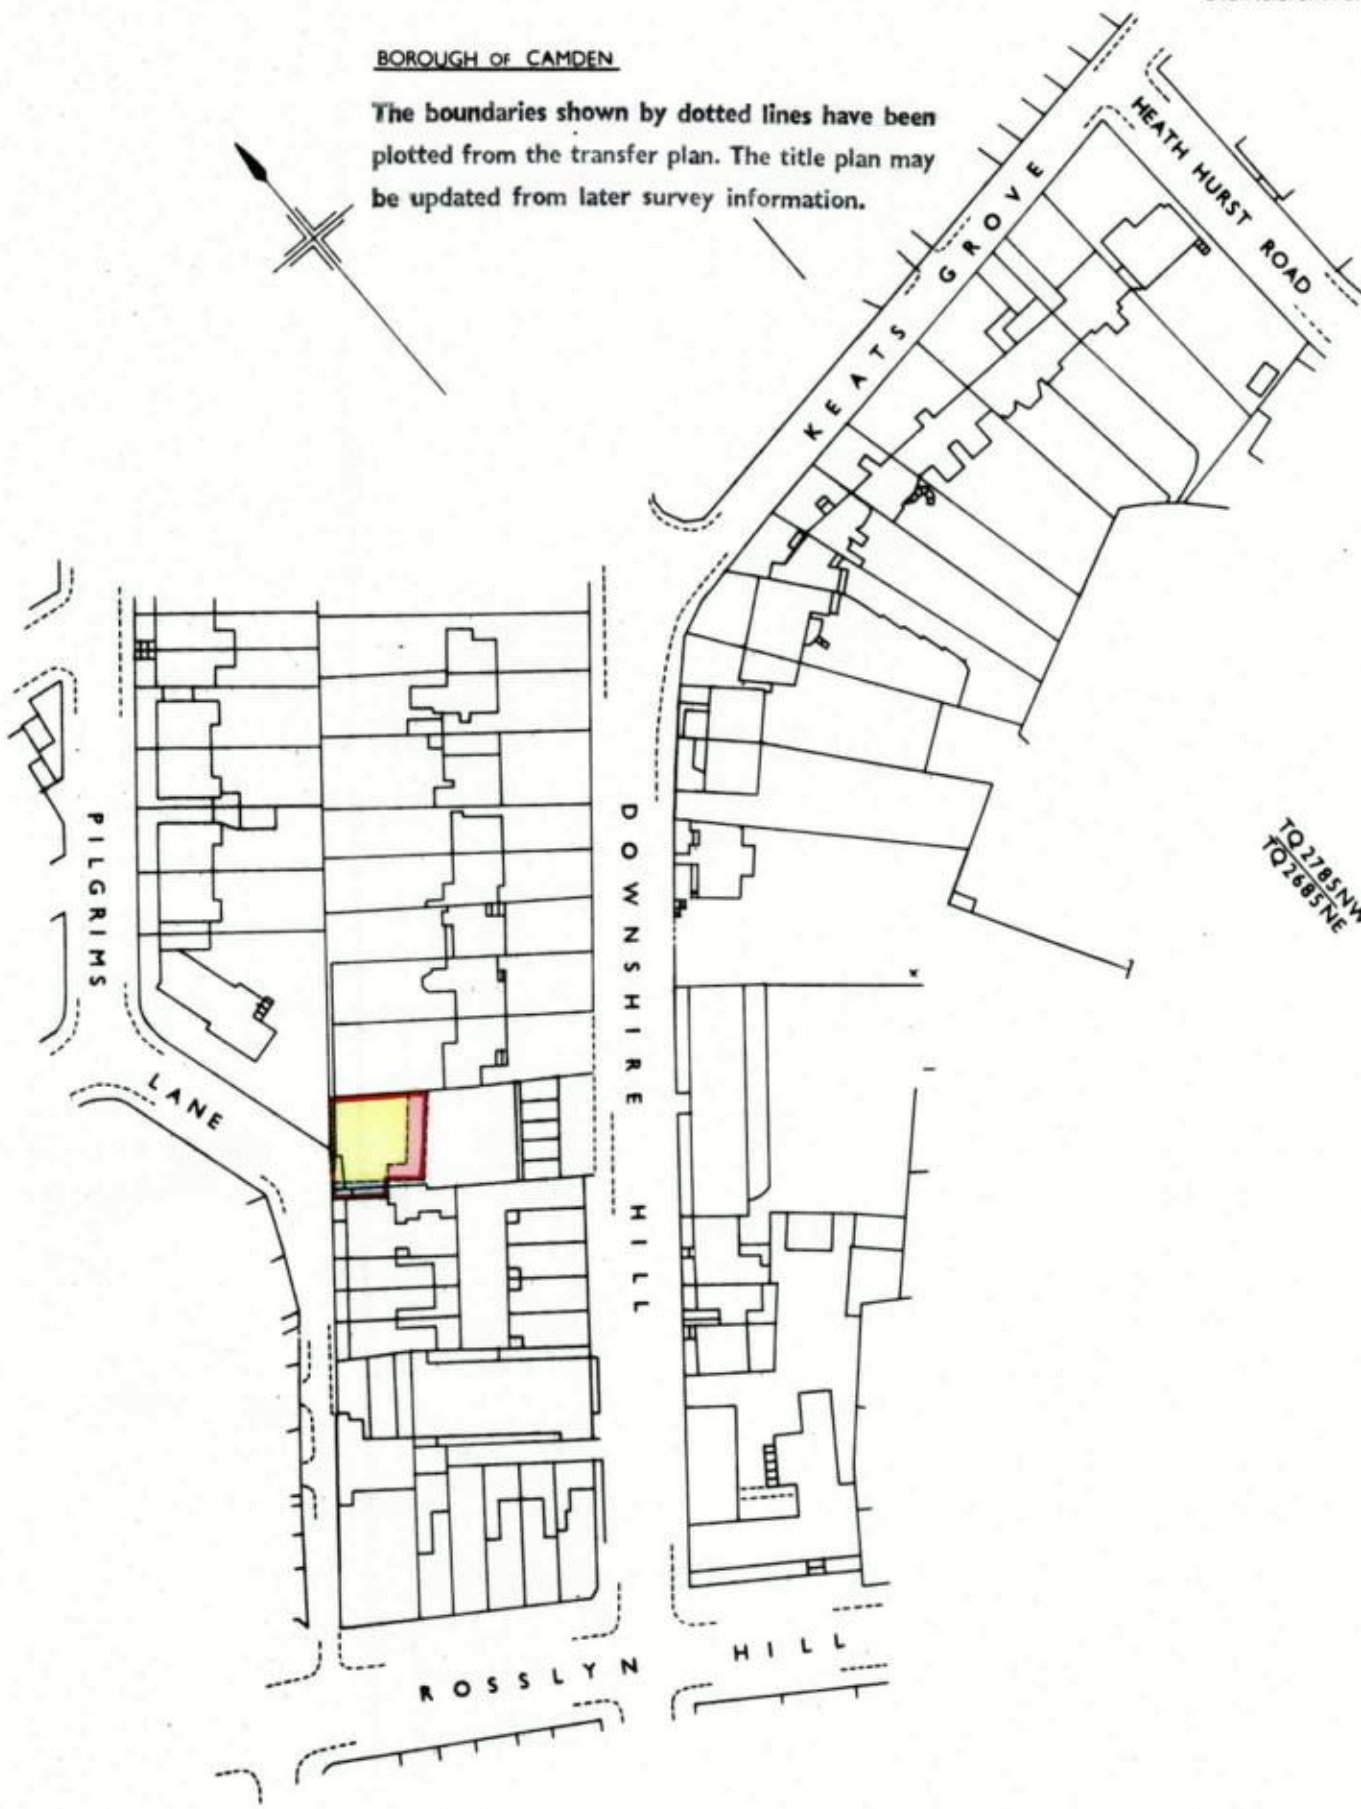 BOROUGH OF CAMDEN
The boundaries shown by dotted lines have been
plotted from the transfer plan. The title plan may
be updated from later survey information.
HEATH HURST ROAD
KEATS GROVE
PILGRIMS
LANE
DOWNSHIRE HILL
TQ2785NW
TQ2685NE
ROSSLYN HILL